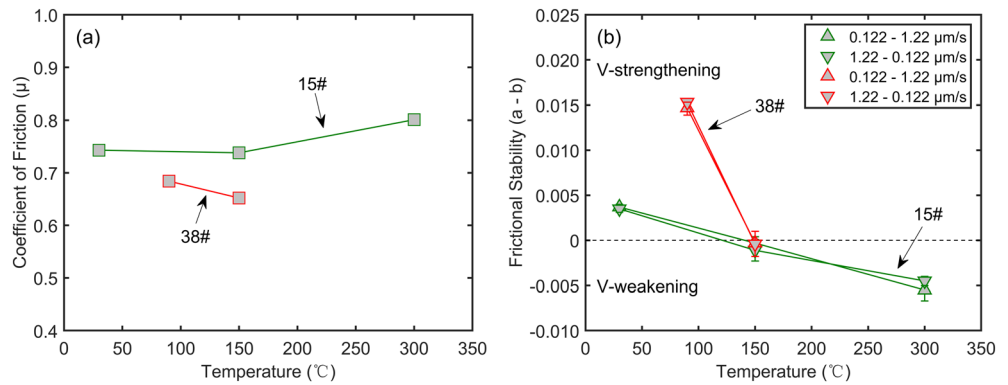 (a)
15#
38#
1.0
0.9
0.8
0.7
0.6
0.5
0.4
0
50
100
150
200
250
300
350
Coefficient of Friction (μ)
Temperature (℃)
(b)
V-strengthening
0.122 - 1.22 μm/s
1.22 - 0.122 μm/s
0.122 - 1.22 μm/s
1.22 - 0.122 μm/s
38#
15#
V-weakening
0.025
0.020
0.015
0.010
0.005
0
-0.005
-0.010
0
50
100
150
200
250
300
350
Frictional Stability (a - b)
Temperature (℃)